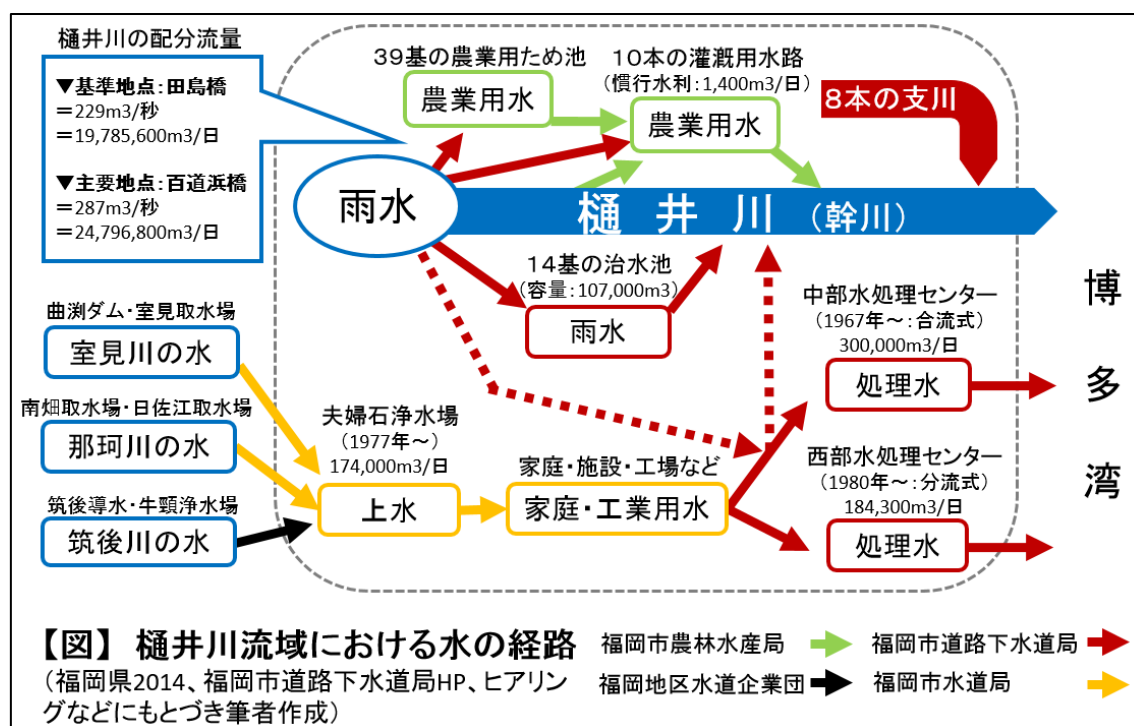 樋井川の配分流量
▼基準地点：田島橋
＝229m3/秒
＝19,785,600m3/日
▼主要地点：百道浜橋
＝287m3/秒
＝24,796,800m3/日
39基の農業用ため池
農業用水
10本の灌漑用水路
（慣行水利：1,400m3/日）
農業用水
8本の支川
雨水
樋井川（幹川）
14基の治水池
（容量：107,000m3）
雨水
曲渕ダム・室見取水場
室見川の水
南畑取水場・日佐江取水場
那珂川の水
筑後導水・牛頸浄水場
筑後川の水
夫婦石浄水場
（1977年～）
174,000m3/日
上水
家庭・施設・工場など
家庭・工業用水
中部水処理センター
（1967年～：合流式）
300,000m3/日
処理水
西部水処理センター
（1980年～：分流式）
184,300m3/日
処理水
博多湾
【図】 樋井川流域における水の経路
（福岡県2014、福岡市道路下水道局HP、ヒアリン
グなどにもとづき筆者作成）
福岡市農林水産局
福岡市道路下水道局
福岡地区水道企業団
福岡市水道局